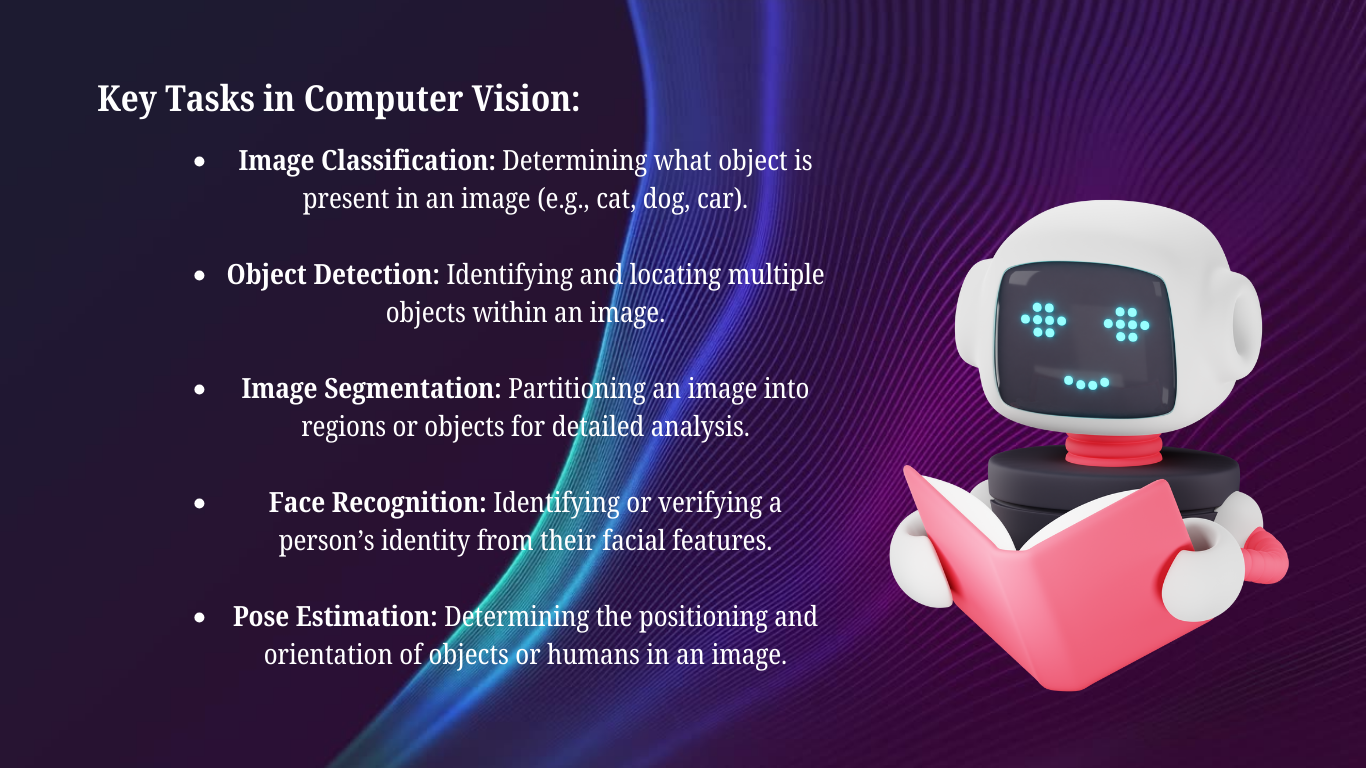 Key Tasks in Computer Vision:
• Image Classification: Determining what object is
present in an image (e.g., cat, dog, car).
• Object Detection: Identifying and locating multiple
objects within an image.
• Image Segmentation: Partitioning an image into
regions or objects for detailed analysis.
• Face Recognition: Identifying or verifying a
person’s identity from their facial features.
• Pose Estimation: Determining the positioning and
orientation of objects or humans in an image.